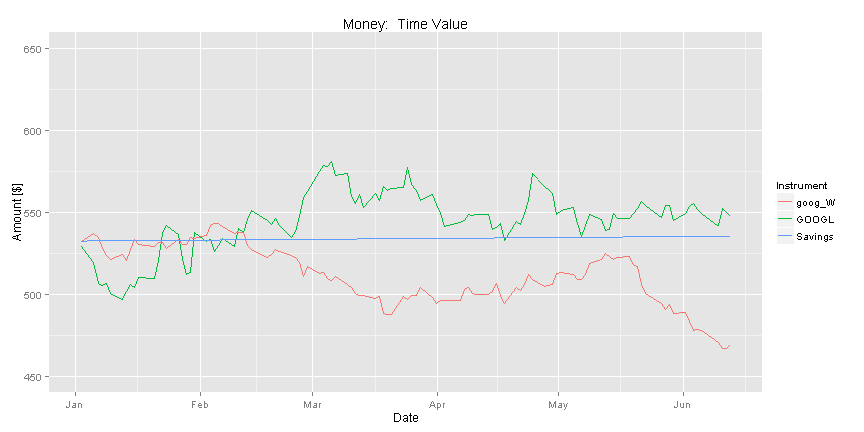 Money:  Time Value
650
600
550
500
450
Amount [$]
Jan Feb Mar Apr May Jun
Date
Instrument
goog_W
GOOGL
Savings